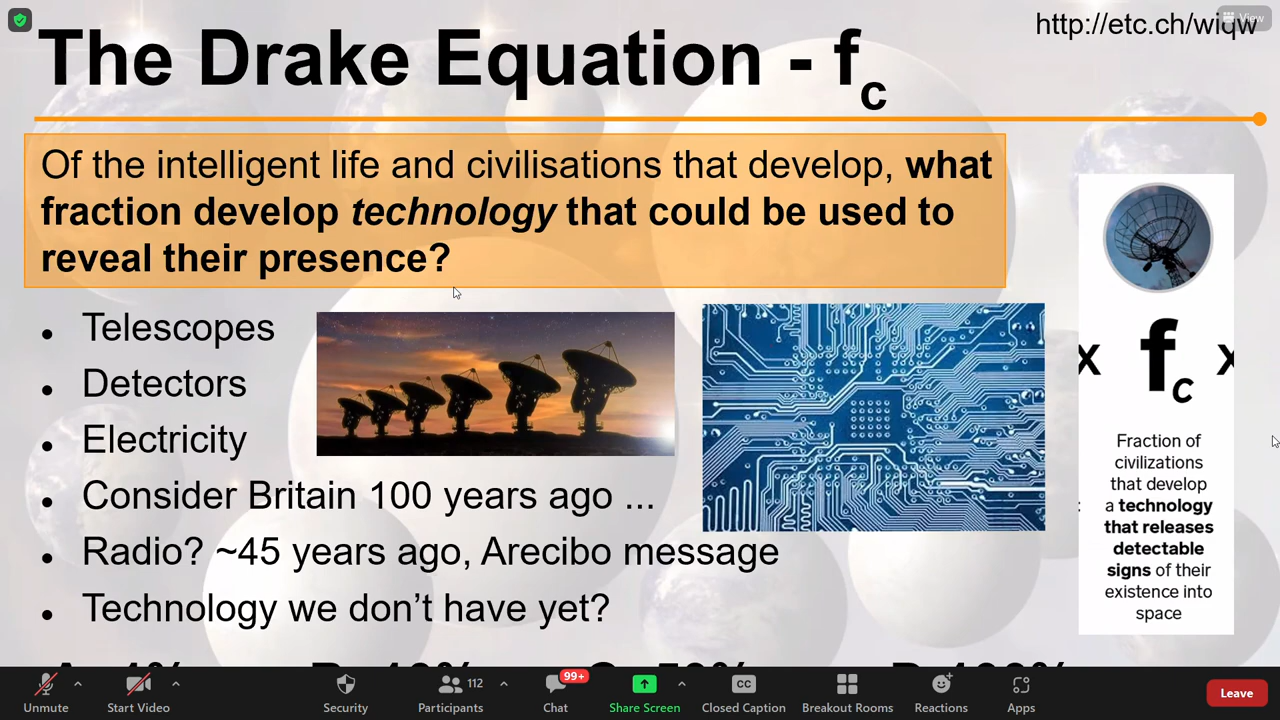 http://etc.ch/wiqw
View
The Drake Equation - fc
Of the intelligent life and civilisations that develop, what
fraction develop technology that could be used to
reveal their presence?
• Telescopes
• Detectors
• Electricity
• Consider Britain 100 years ago ...
• Radio? ~45 years ago, Arecibo message
• Technology we don't have yet?
x fc x
Fraction of
civilizations
that develop
a technology
that releases
detectable
signs of their
existence into
space
Unmute
Start Video
Security
Participants
112
Chat
99+
Share Screen
CC
Closed Caption
Breakout Rooms
Reactions
Apps
Leave